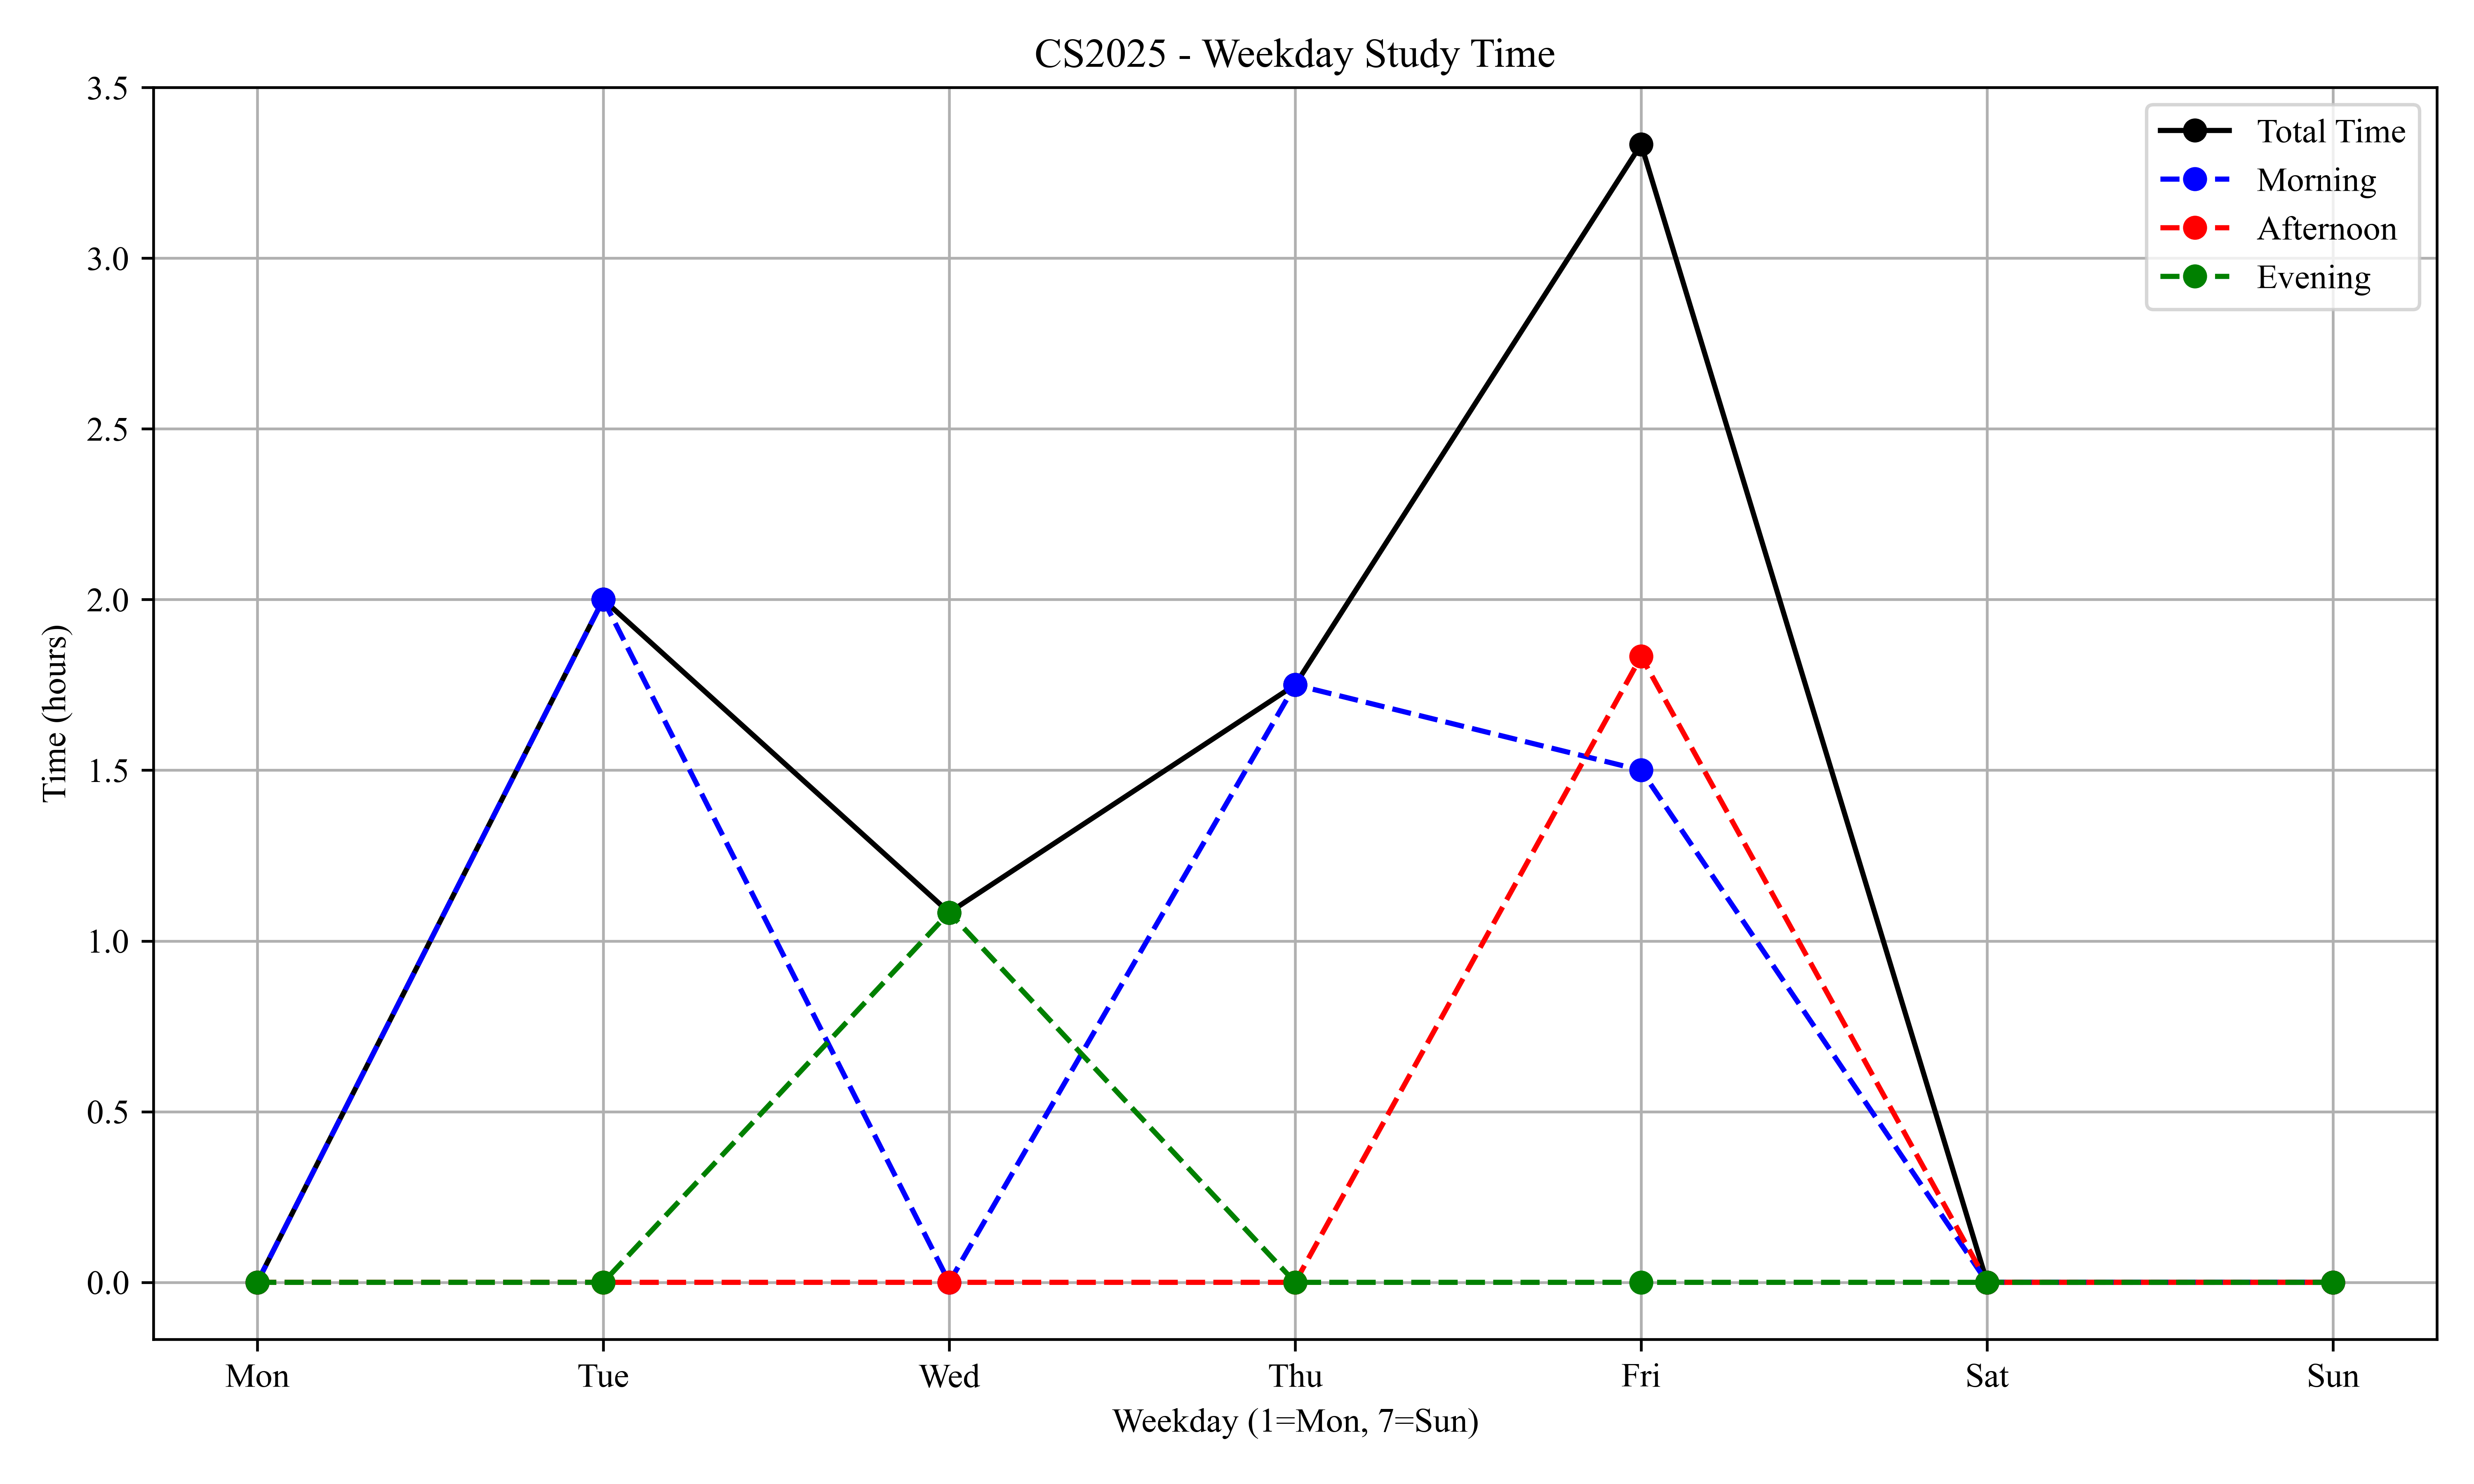 CS2025 - Weekday Study Time
3.5
3.0
2.5
2.0
1.5
1.0
0.5
0.0
Time (hours)
Total Time
Morning
Afternoon
Evening
Mon Tue Wed Thu Fri Sat Sun
Weekday (1=Mon, 7=Sun)